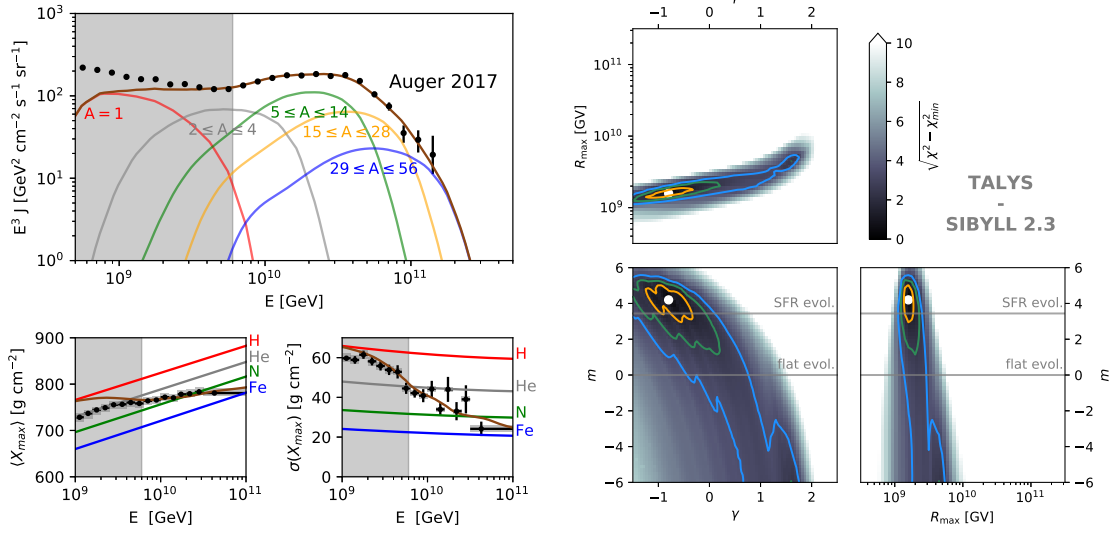 10³
10²
10¹
10⁰
E³ J [GeV² cm⁻² s⁻¹ sr⁻¹]
Auger 2017
A = 1
2 ≤ A ≤ 4
5 ≤ A ≤ 14
15 ≤ A ≤ 28
29 ≤ A ≤ 56
10⁹ 10¹⁰ 10¹¹
E [GeV]
900
800
700
600
⟨X_max⟩ [g cm⁻²]
H
He
N
Fe
10⁹ 10¹⁰ 10¹¹
E [GeV]
60
40
20
0
σ(X_max) [g cm⁻²]
H
He
N
Fe
10⁹ 10¹⁰ 10¹¹
E [GeV]
−1 0 1 2
10¹¹
10¹⁰
10⁹
R_max [GV]
10
8
6
4
2
0
√χ² − χ²_min
TALYS
-
SIBYLL 2.3
6
4
2
0
−2
−4
−6
m
SFR evol.
flat evol.
−1 0 1 2
γ
SFR evol.
flat evol.
6
4
2
0
−2
−4
−6
m
10⁹ 10¹⁰ 10¹¹
R_max [GV]